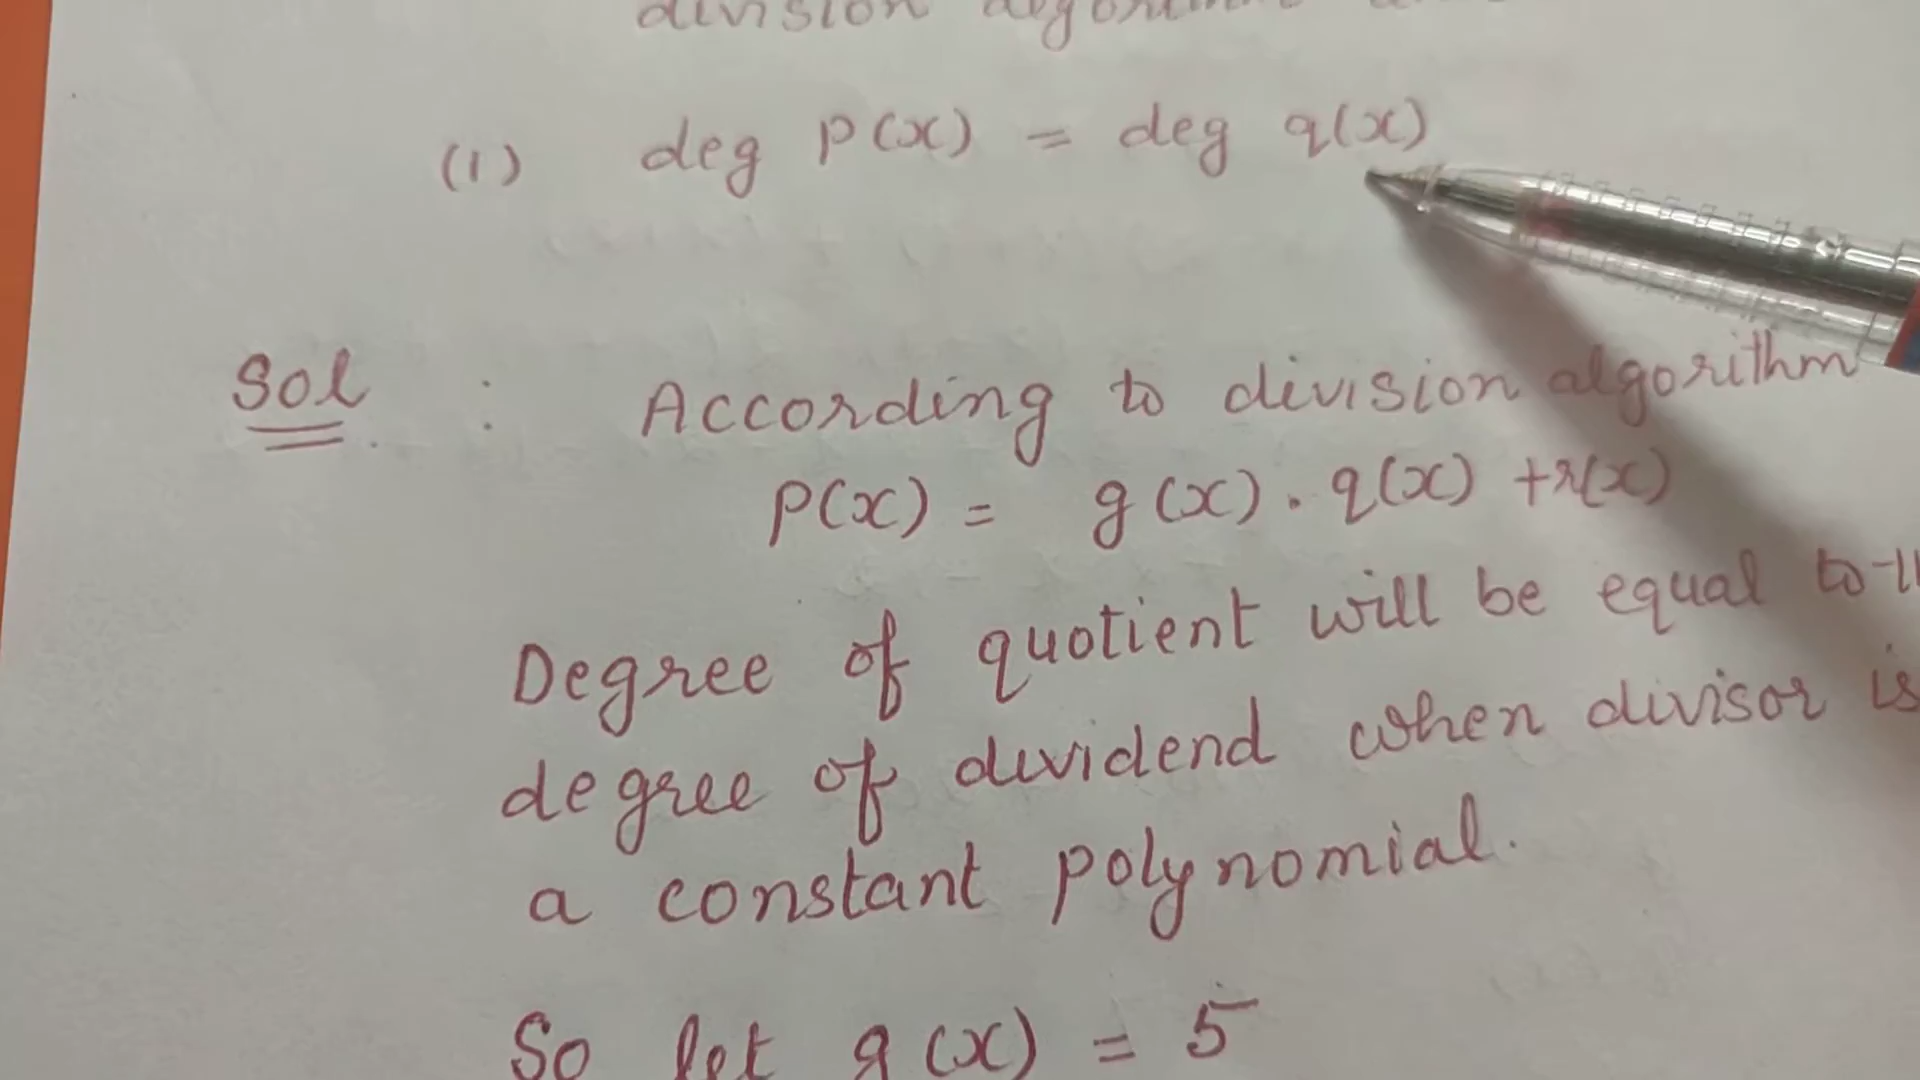 division
(1) deg p(x) = deg q(x)
Sol : According to division algorithm
p(x) = g(x) . q(x) + r(x)
Degree of quotient will be equal to
degree of dividend when divisor is
a constant polynomial.
So let g(x) = 5